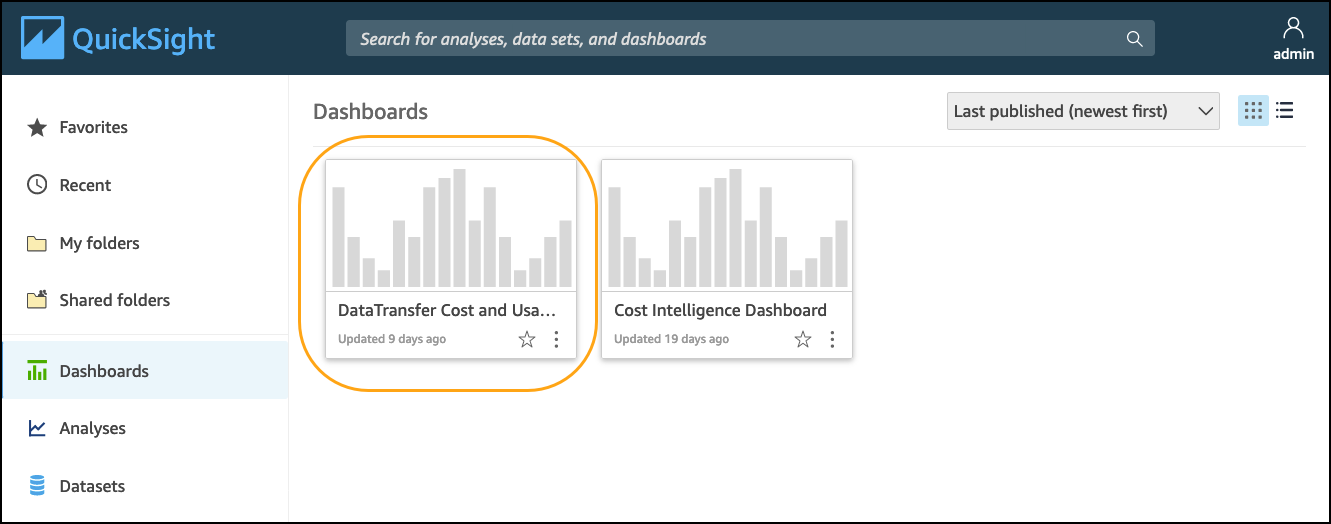 QuickSight
Search for analyses, data sets, and dashboards
admin
Favorites
Recent
My folders
Shared folders
Dashboards
Analyses
Datasets
Dashboards
Last published (newest first)
DataTransfer Cost and Usa...
Updated 9 days ago
Cost Intelligence Dashboard
Updated 19 days ago